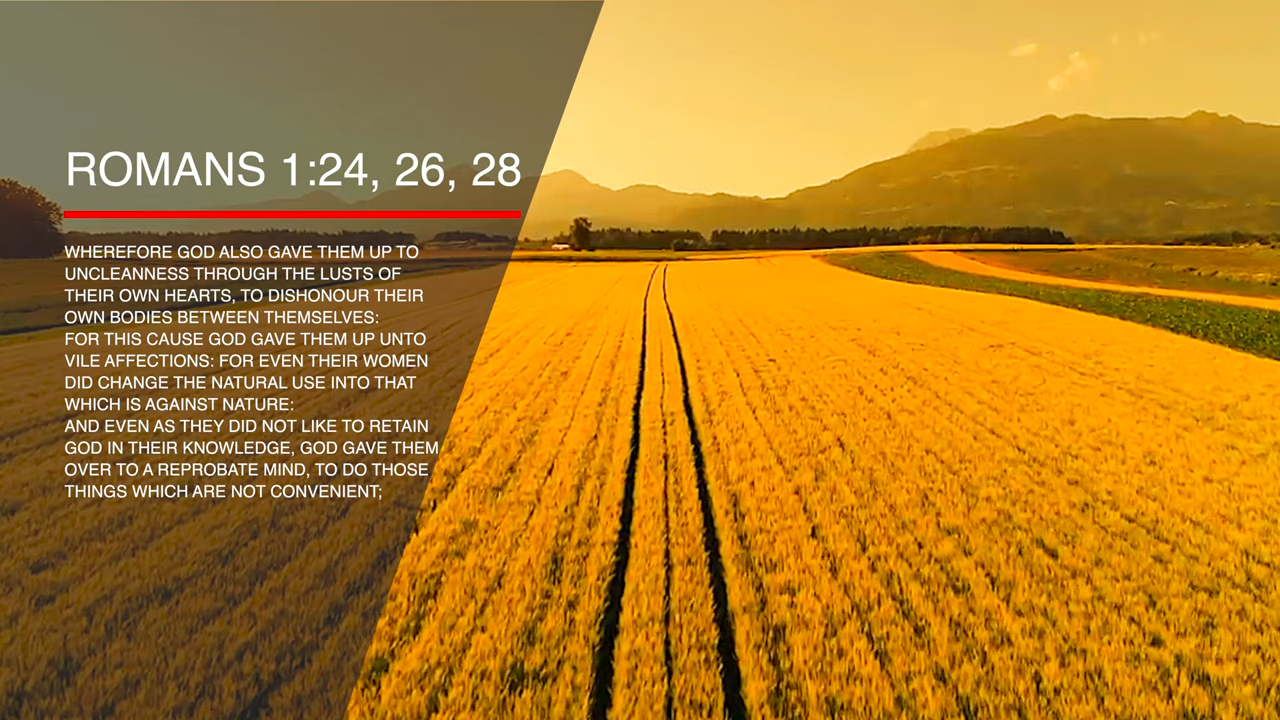 ROMANS 1:24, 26, 28
WHEREFORE GOD ALSO GAVE THEM UP TO
UNCLEANNESS THROUGH THE LUSTS OF
THEIR OWN HEARTS, TO DISHONOUR THEIR
OWN BODIES BETWEEN THEMSELVES:
FOR THIS CAUSE GOD GAVE THEM UP UNTO
VILE AFFECTIONS: FOR EVEN THEIR WOMEN
DID CHANGE THE NATURAL USE INTO THAT
WHICH IS AGAINST NATURE:
AND EVEN AS THEY DID NOT LIKE TO RETAIN
GOD IN THEIR KNOWLEDGE, GOD GAVE THEM
OVER TO A REPROBATE MIND, TO DO THOSE
THINGS WHICH ARE NOT CONVENIENT;